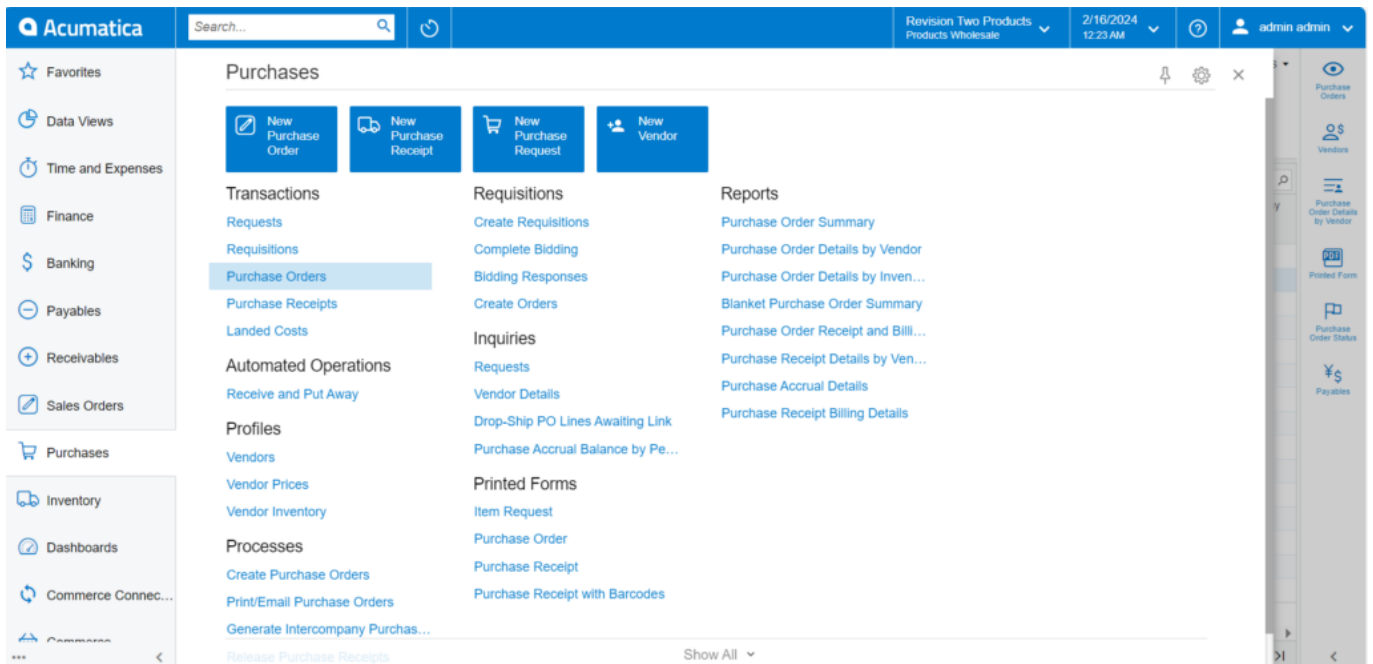 Acumatica
Search...
Revision Two Products
Products Wholesale
2/16/2024
12:23 AM
admin admin
Favorites
Data Views
Time and Expenses
Finance
Banking
Payables
Receivables
Sales Orders
Purchases
Inventory
Dashboards
Commerce Connec...
Commerce
Purchases
New
Purchase
Order
New
Purchase
Receipt
New
Purchase
Request
New
Vendor
Transactions
Requests
Requisitions
Purchase Orders
Purchase Receipts
Landed Costs
Automated Operations
Receive and Put Away
Profiles
Vendors
Vendor Prices
Vendor Inventory
Processes
Create Purchase Orders
Print/Email Purchase Orders
Generate Intercompany Purchas...
Release Purchase Receipts
Requisitions
Create Requisitions
Complete Bidding
Bidding Responses
Create Orders
Inquiries
Requests
Vendor Details
Drop-Ship PO Lines Awaiting Link
Purchase Accrual Balance by Pe...
Printed Forms
Item Request
Purchase Order
Purchase Receipt
Purchase Receipt with Barcodes
Reports
Purchase Order Summary
Purchase Order Details by Vendor
Purchase Order Details by Inven...
Blanket Purchase Order Summary
Purchase Order Receipt and Billi...
Purchase Receipt Details by Ven...
Purchase Accrual Details
Purchase Receipt Billing Details
Show All
s
y
Purchase
Orders
Vendors
Purchase
Order Details
by Vendor
PDF
Printed Form
Purchase
Order Status
Payables